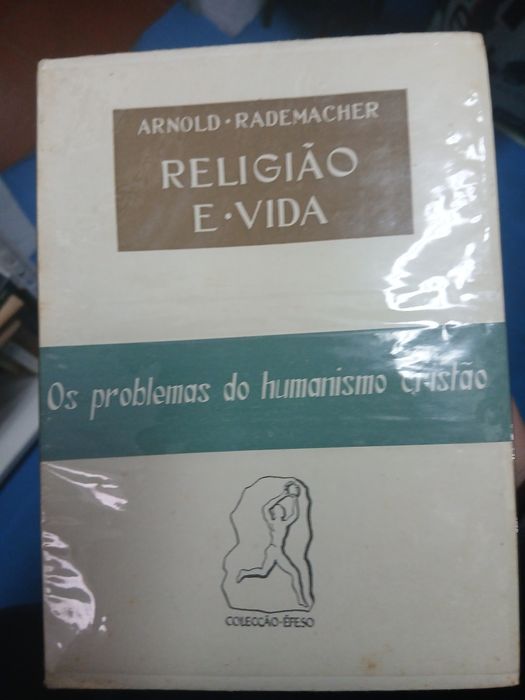 ARNOLD · RADEMACHER
RELIGIÃO
E · VIDA
Os problemas do humanismo cristão
COLECÇÃO-ÉFESO